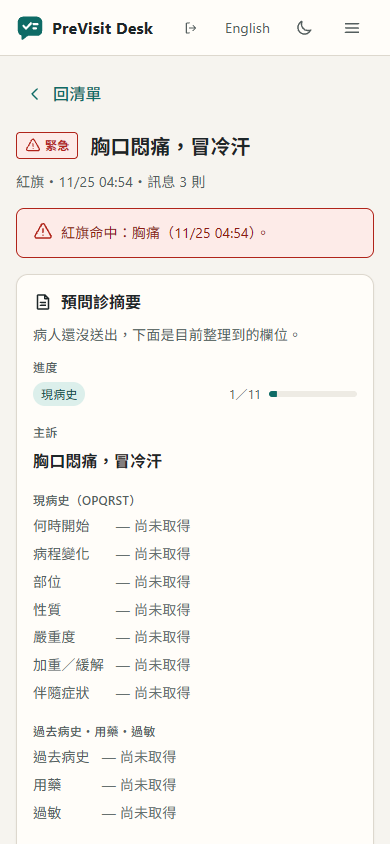 PreVisit Desk
English
回清單
緊急
胸口悶痛，冒冷汗
紅旗・11/25 04:54・訊息 3 則
紅旗命中：胸痛（11/25 04:54）。
預問診摘要
病人還沒送出，下面是目前整理到的欄位。
進度
現病史 1／11
主訴
胸口悶痛，冒冷汗
現病史（OPQRST）
何時開始 — 尚未取得
病程變化 — 尚未取得
部位 — 尚未取得
性質 — 尚未取得
嚴重度 — 尚未取得
加重／緩解 — 尚未取得
伴隨症狀 — 尚未取得
過去病史・用藥・過敏
過去病史 — 尚未取得
用藥 — 尚未取得
過敏 — 尚未取得